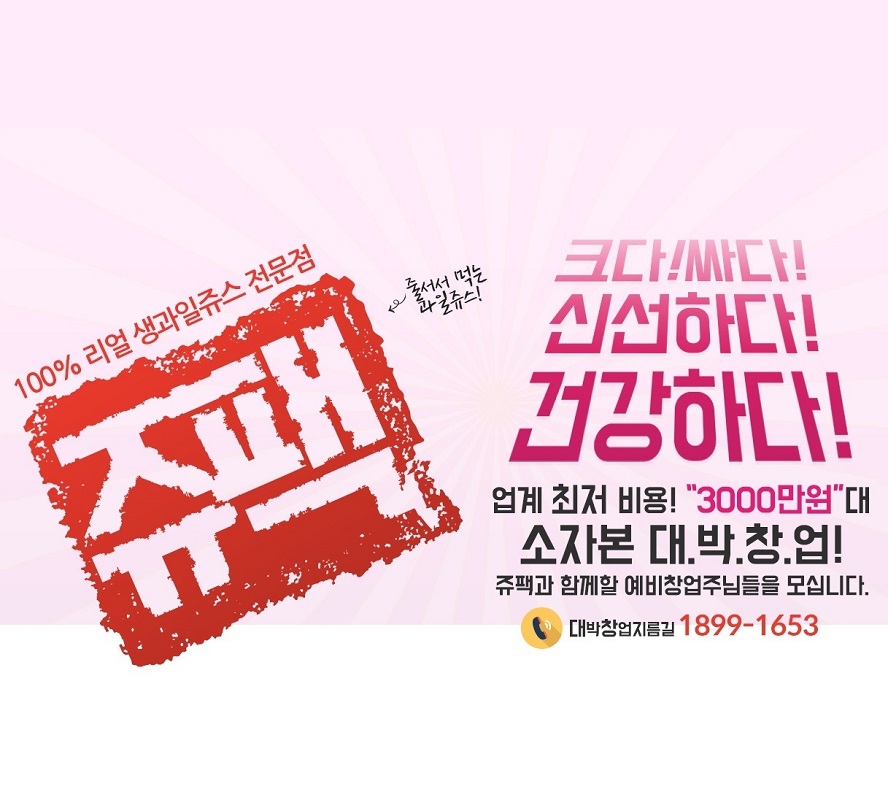 100% 리얼 생과일쥬스 전문점
쥬팩
줄서서 먹는
과일쥬스!
크다!싸다!
신선하다!
건강하다!
업계 최저 비용! "3000만원"대
소자본 대.박.창.업!
쥬팩과 함께할 예비창업주님들을 모십니다.
대박창업지름길 1899-1653